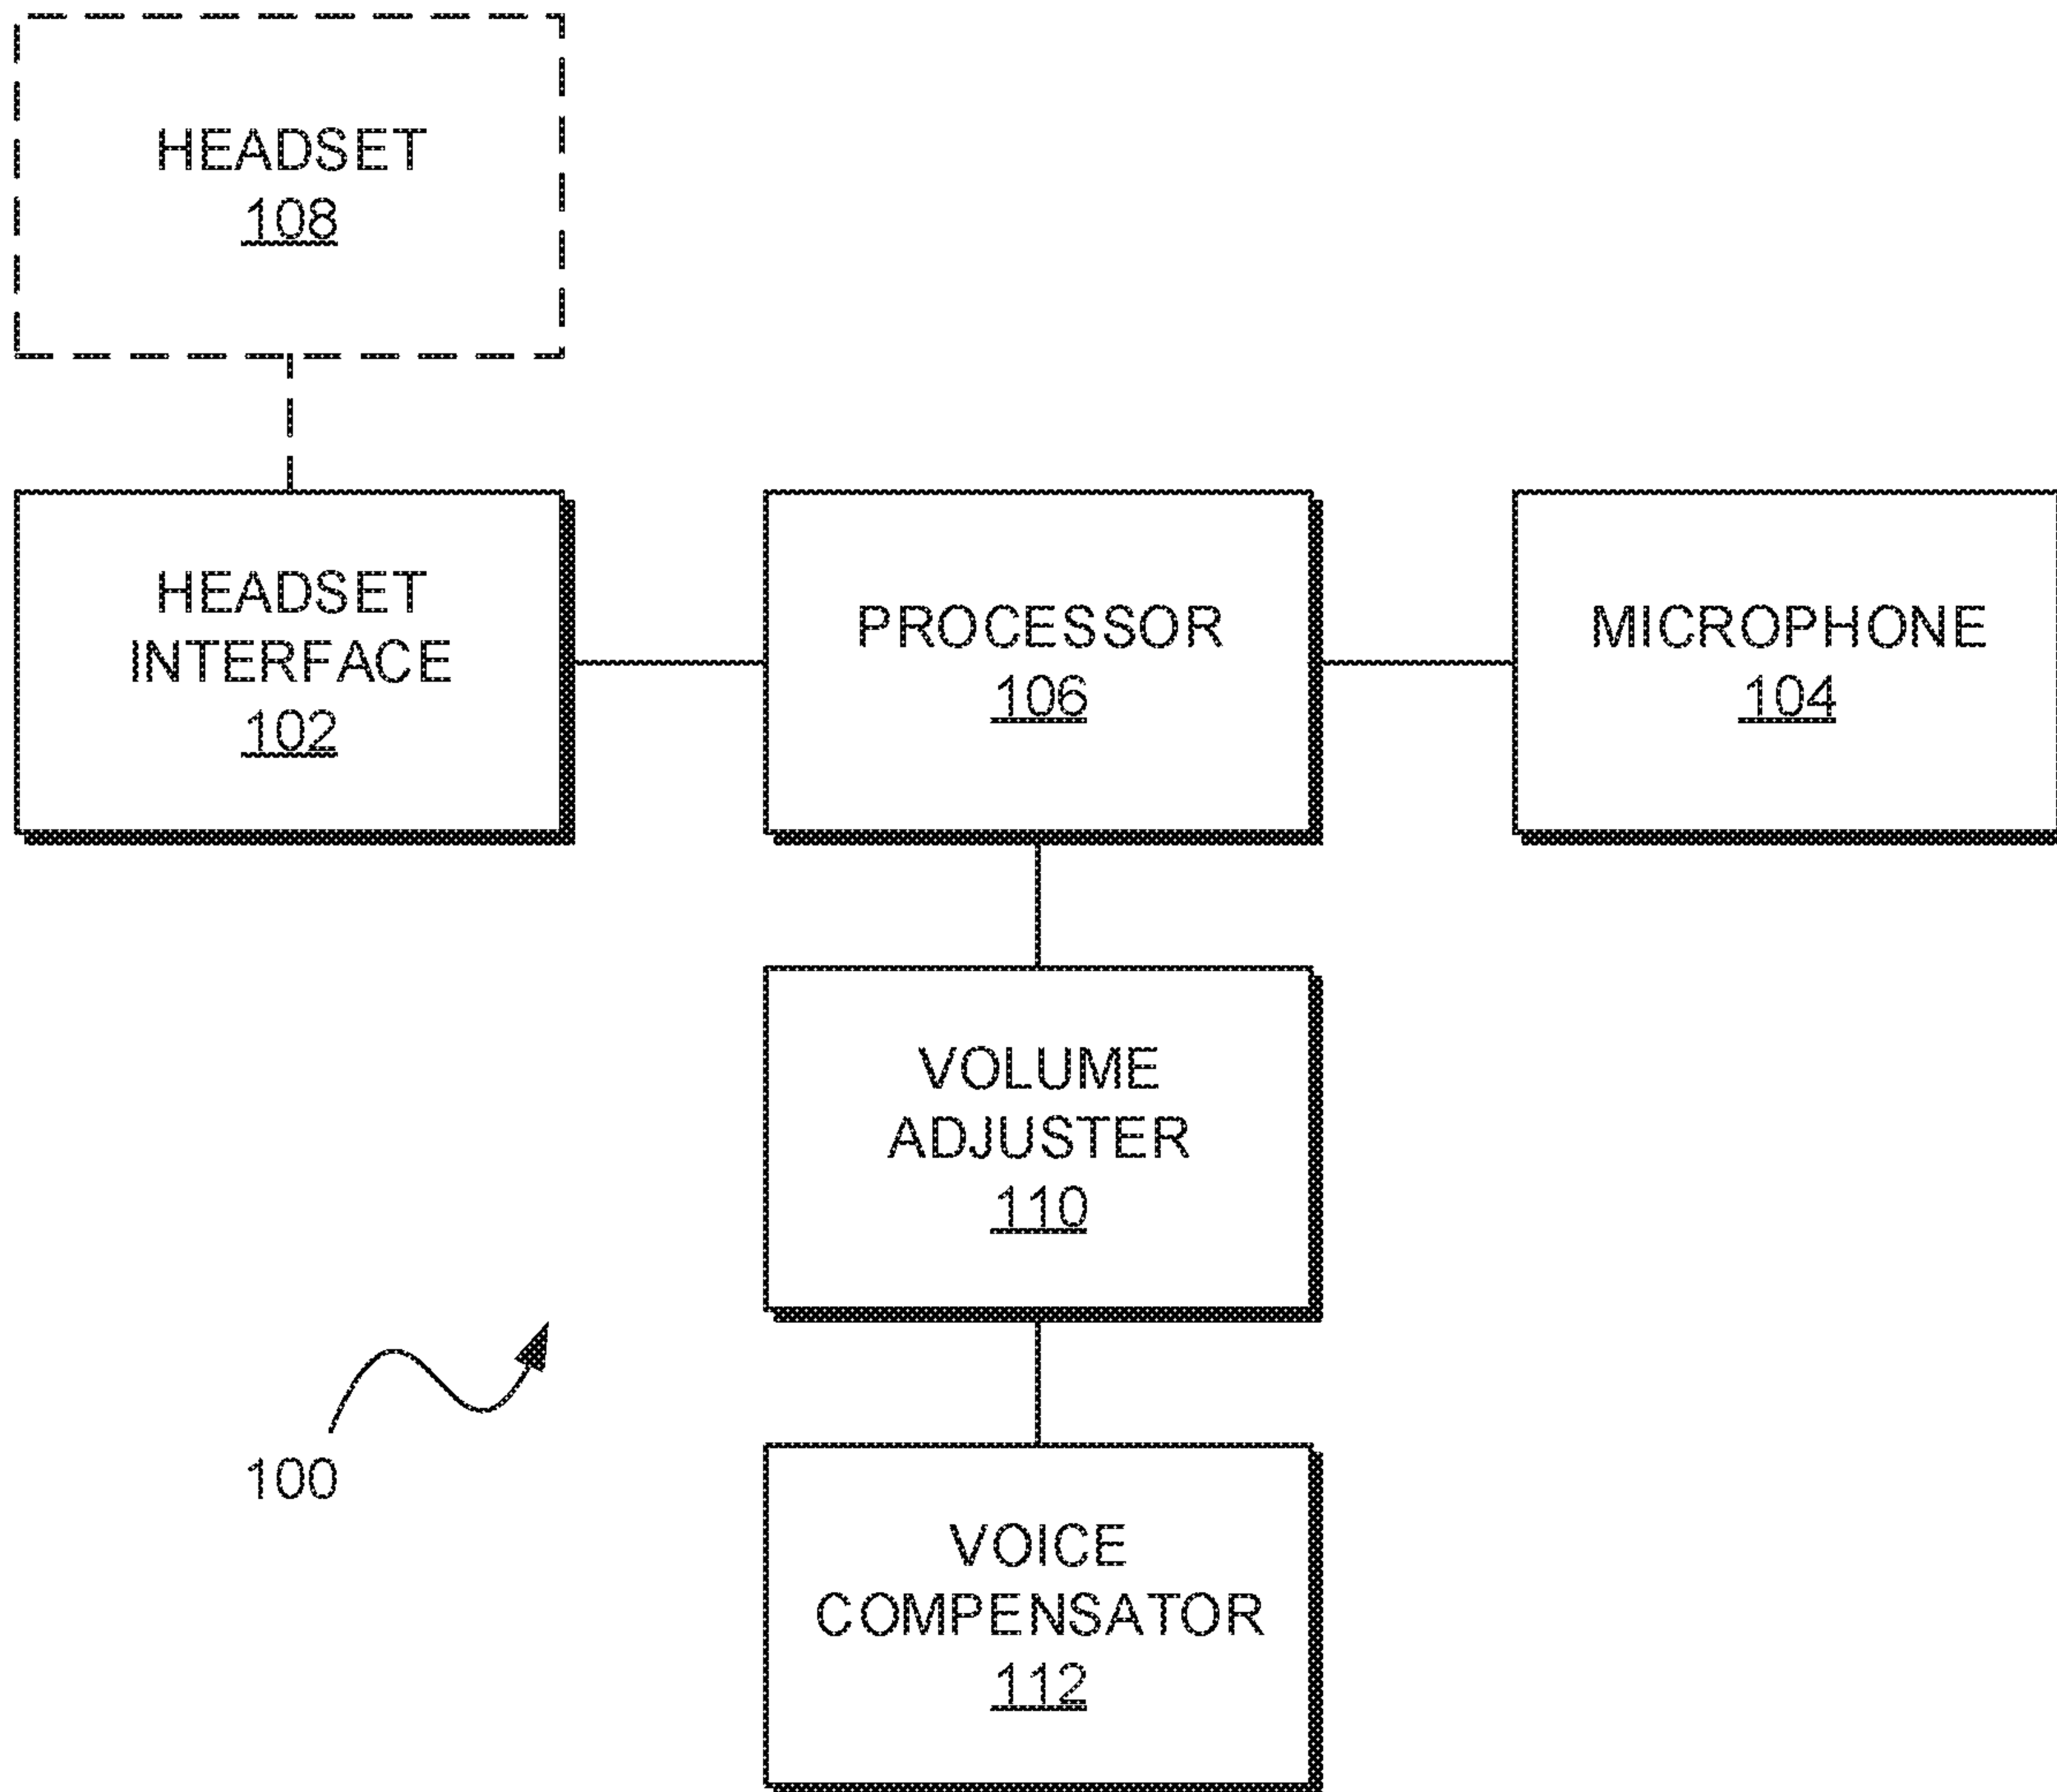 HEADSET
108
HEADSET
INTERFACE
102
PROCESSOR
106
MICROPHONE
104
VOLUME
ADJUSTER
110
100
VOICE
COMPENSATOR
112